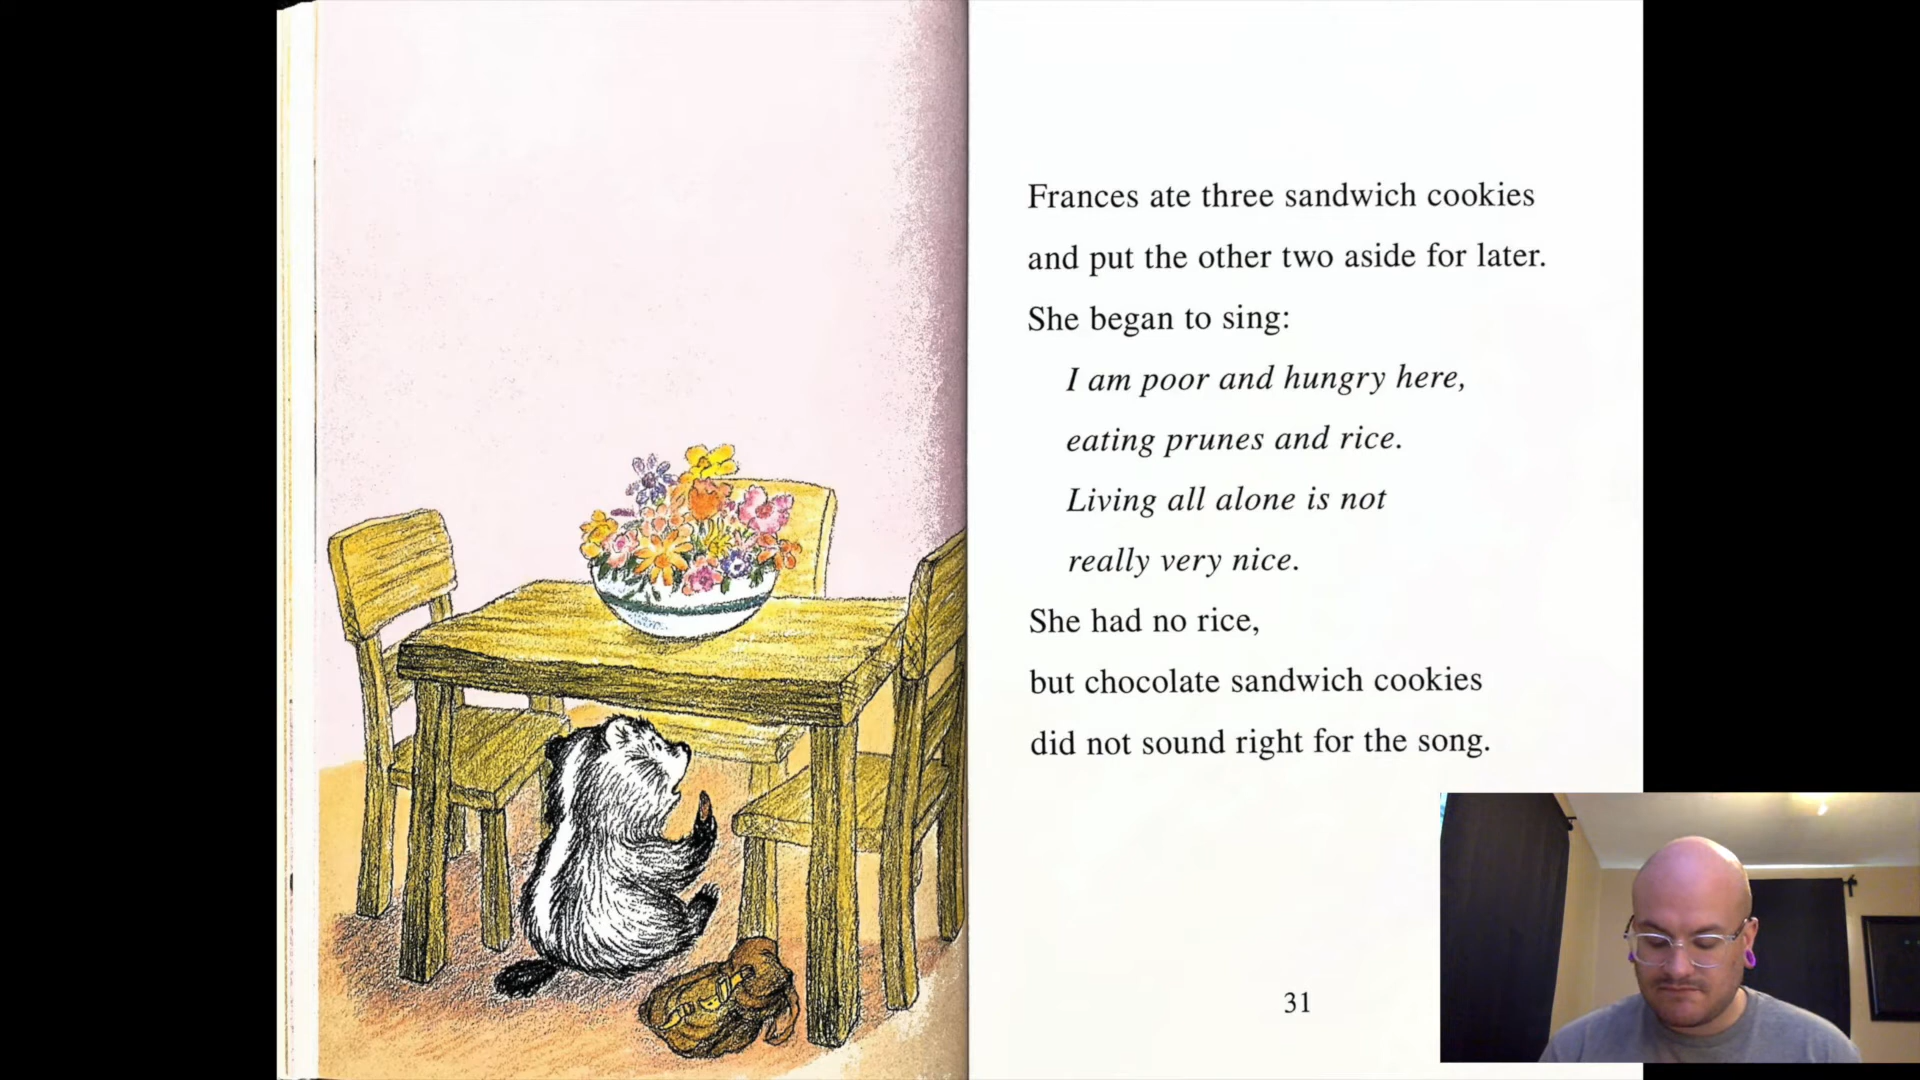 Frances ate three sandwich cookies
and put the other two aside for later.
She began to sing:
I am poor and hungry here,
eating prunes and rice.
Living all alone is not
really very nice.
She had no rice,
but chocolate sandwich cookies
did not sound right for the song.
31